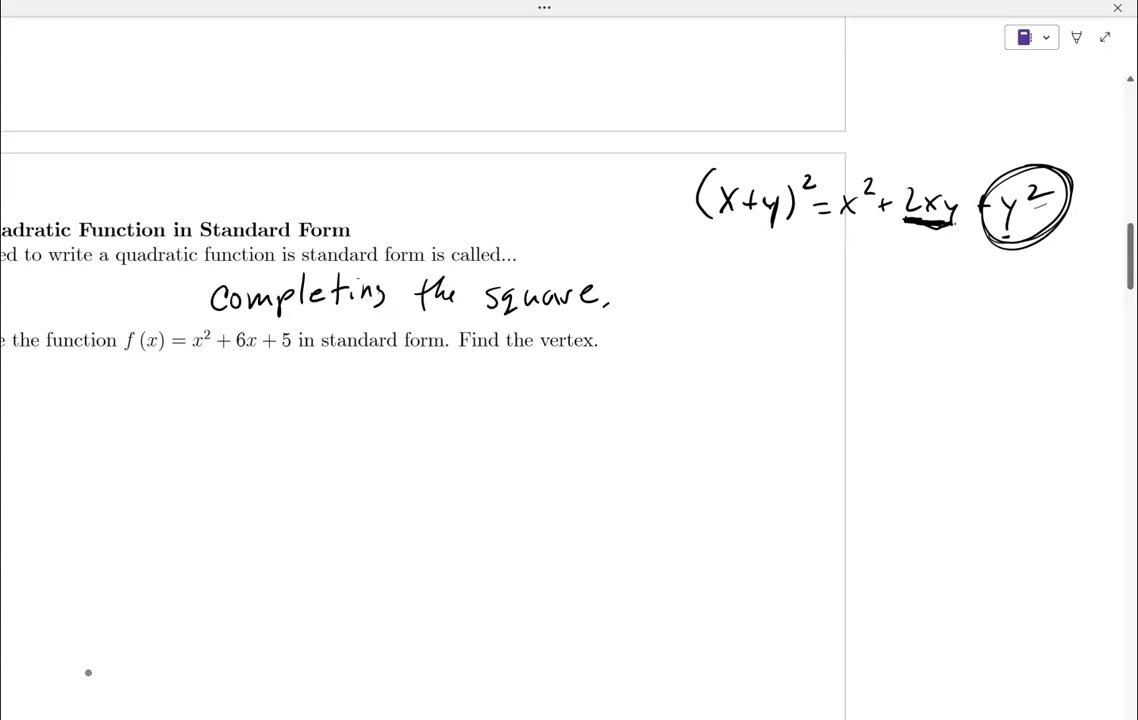 (x+y)² = x² + 2xy + y²
adratic Function in Standard Form
ed to write a quadratic function is standard form is called...
completing the square.
e the function f (x) = x² + 6x + 5 in standard form. Find the vertex.